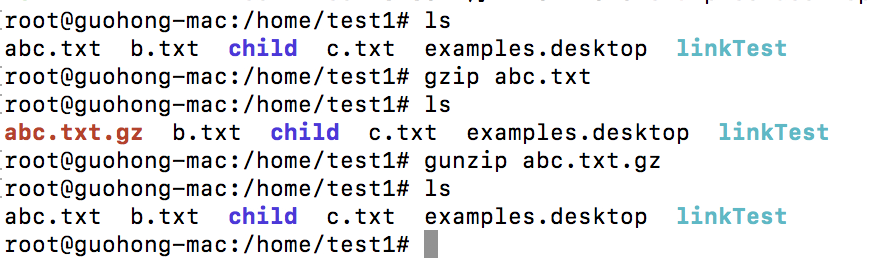 root@guohong-mac:/home/test1# ls
abc.txt  b.txt  child  c.txt  examples.desktop  linkTest
root@guohong-mac:/home/test1# gzip abc.txt
root@guohong-mac:/home/test1# ls
abc.txt.gz  b.txt  child  c.txt  examples.desktop  linkTest
root@guohong-mac:/home/test1# gunzip abc.txt.gz
root@guohong-mac:/home/test1# ls
abc.txt  b.txt  child  c.txt  examples.desktop  linkTest
root@guohong-mac:/home/test1#